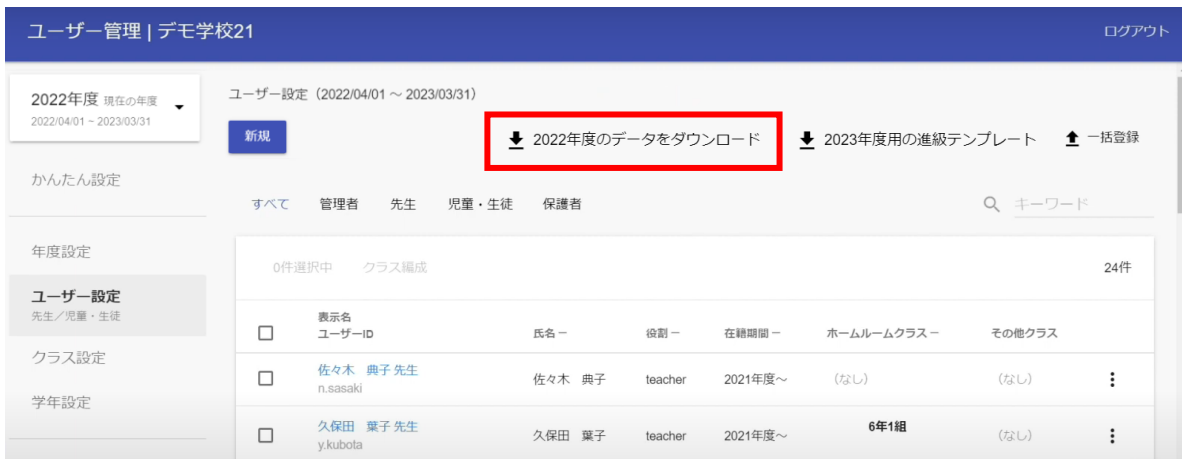 ユーザー管理 | デモ学校21
ログアウト
2022年度 現在の年度
2022/04/01 ~ 2023/03/31
かんたん設定
年度設定
ユーザー設定
先生／児童・生徒
クラス設定
学年設定
ユーザー設定（2022/04/01 ～ 2023/03/31）
新規
2022年度のデータをダウンロード
2023年度用の進級テンプレート
一括登録
すべて 管理者 先生 児童・生徒 保護者
キーワード
0件選択中 クラス編成
24件
表示名
ユーザーID 氏名 － 役割 － 在籍期間 － ホームルームクラス － その他クラス
佐々木　典子 先生
n.sasaki
佐々木　典子 teacher 2021年度～ （なし） （なし）
久保田　葉子 先生
y.kubota
久保田　葉子 teacher 2021年度～ 6年1組 （なし）